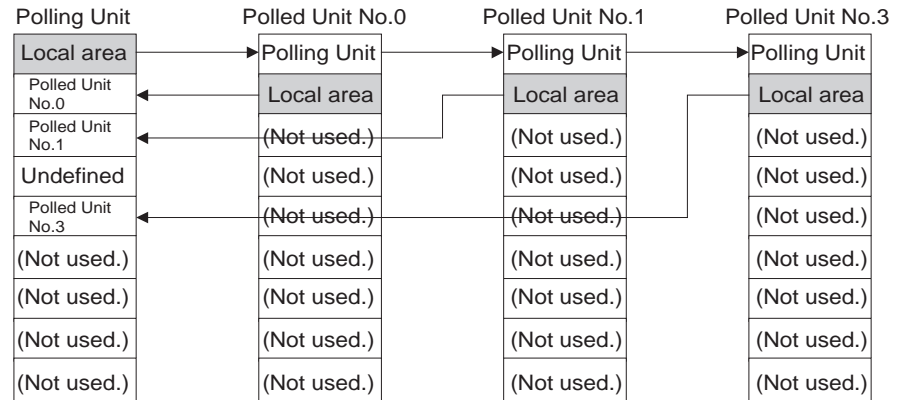 Polling Unit Polled Unit No.0 Polled Unit No.1 Polled Unit No.3
Local area Polling Unit Polling Unit Polling Unit
Polled Unit
No.0
Local area Local area Local area
Polled Unit
No.1
(Not used.) (Not used.) (Not used.)
Undefined (Not used.) (Not used.) (Not used.)
Polled Unit
No.3
(Not used.) (Not used.) (Not used.)
(Not used.) (Not used.) (Not used.) (Not used.)
(Not used.) (Not used.) (Not used.) (Not used.)
(Not used.) (Not used.) (Not used.) (Not used.)
(Not used.) (Not used.) (Not used.) (Not used.)